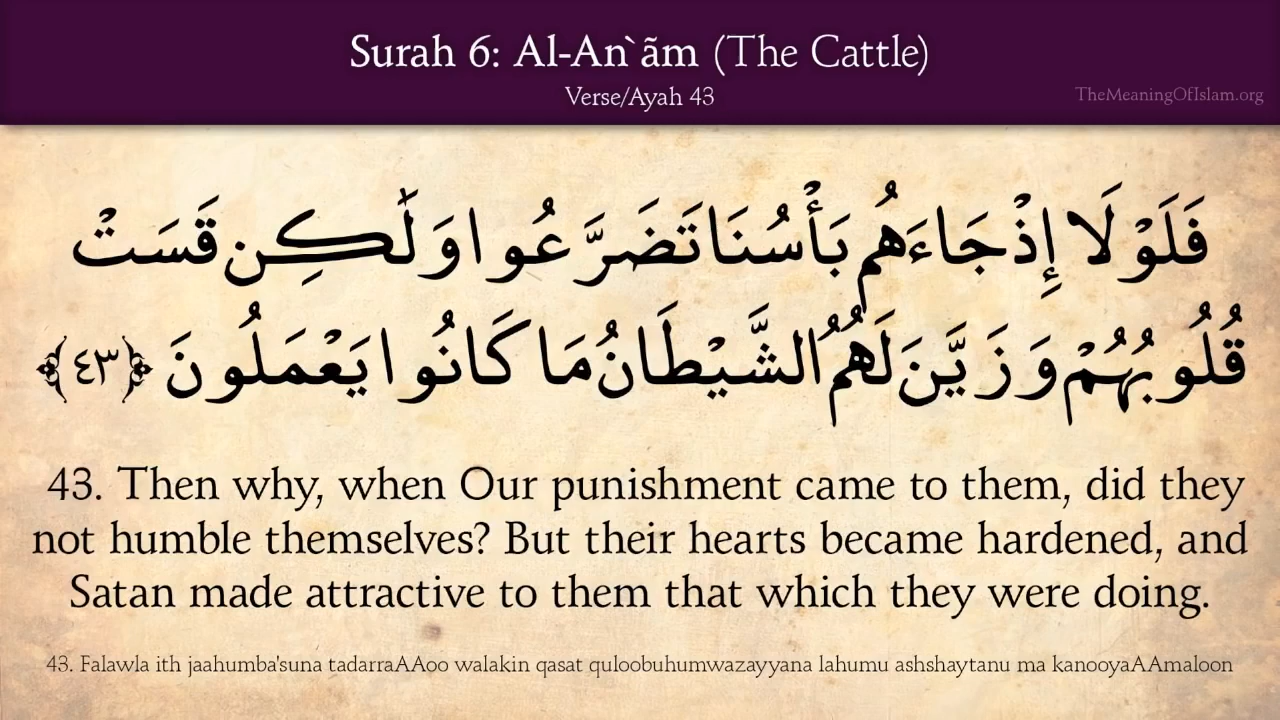 Surah 6: Al-An`ãm (The Cattle)
Verse/Ayah 43
TheMeaningOfIslam.org
فَلَوْلَا إِذْ جَاءَهُم بَأْسُنَا تَضَرَّعُوا وَلَٰكِن قَسَتْ
قُلُوبُهُمْ وَزَيَّنَ لَهُمُ الشَّيْطَانُ مَا كَانُوا يَعْمَلُونَ ﴿٤٣﴾
43. Then why, when Our punishment came to them, did they
not humble themselves? But their hearts became hardened, and
Satan made attractive to them that which they were doing.
43. Falawla ith jaahumba'suna tadarraAAoo walakin qasat quloobuhumwazayyana lahumu ashshaytanu ma kanooyaAAmaloon